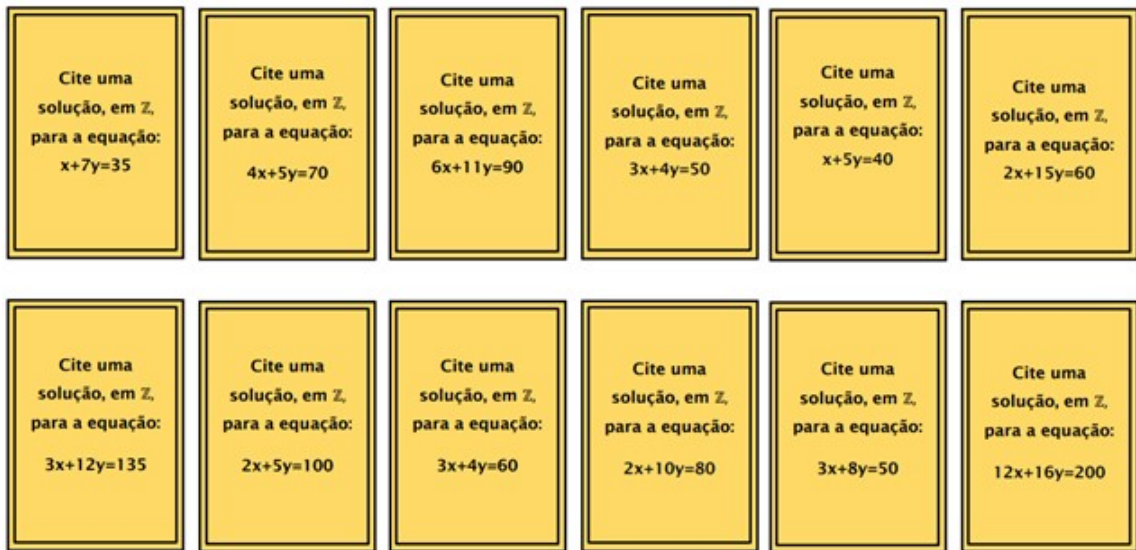 Cite uma
solução, em ℤ,
para a equação:
x+7y=35
Cite uma
solução, em ℤ,
para a equação:
4x+5y=70
Cite uma
solução, em ℤ,
para a equação:
6x+11y=90
Cite uma
solução, em ℤ,
para a equação:
3x+4y=50
Cite uma
solução, em ℤ,
para a equação:
x+5y=40
Cite uma
solução, em ℤ,
para a equação:
2x+15y=60
Cite uma
solução, em ℤ,
para a equação:
3x+12y=135
Cite uma
solução, em ℤ,
para a equação:
2x+5y=100
Cite uma
solução, em ℤ,
para a equação:
3x+4y=60
Cite uma
solução, em ℤ,
para a equação:
2x+10y=80
Cite uma
solução, em ℤ,
para a equação:
3x+8y=50
Cite uma
solução, em ℤ,
para a equação:
12x+16y=200